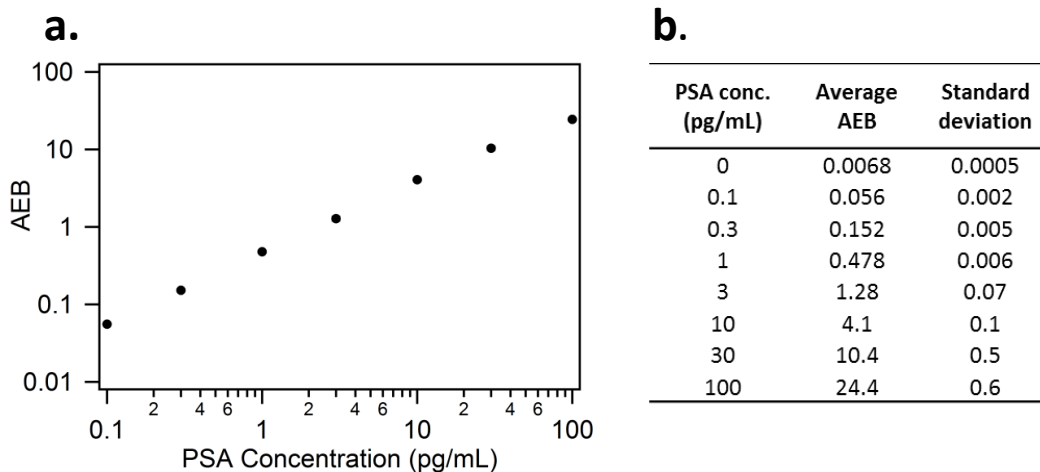 a.
100
10
1
0.1
0.01
AEB
2 4 6 2 4 6 2 4 6
0.1 1 10 100
PSA Concentration (pg/mL)
b.
PSA conc. Average Standard
(pg/mL) AEB deviation
0 0.0068 0.0005
0.1 0.056 0.002
0.3 0.152 0.005
1 0.478 0.006
3 1.28 0.07
10 4.1 0.1
30 10.4 0.5
100 24.4 0.6